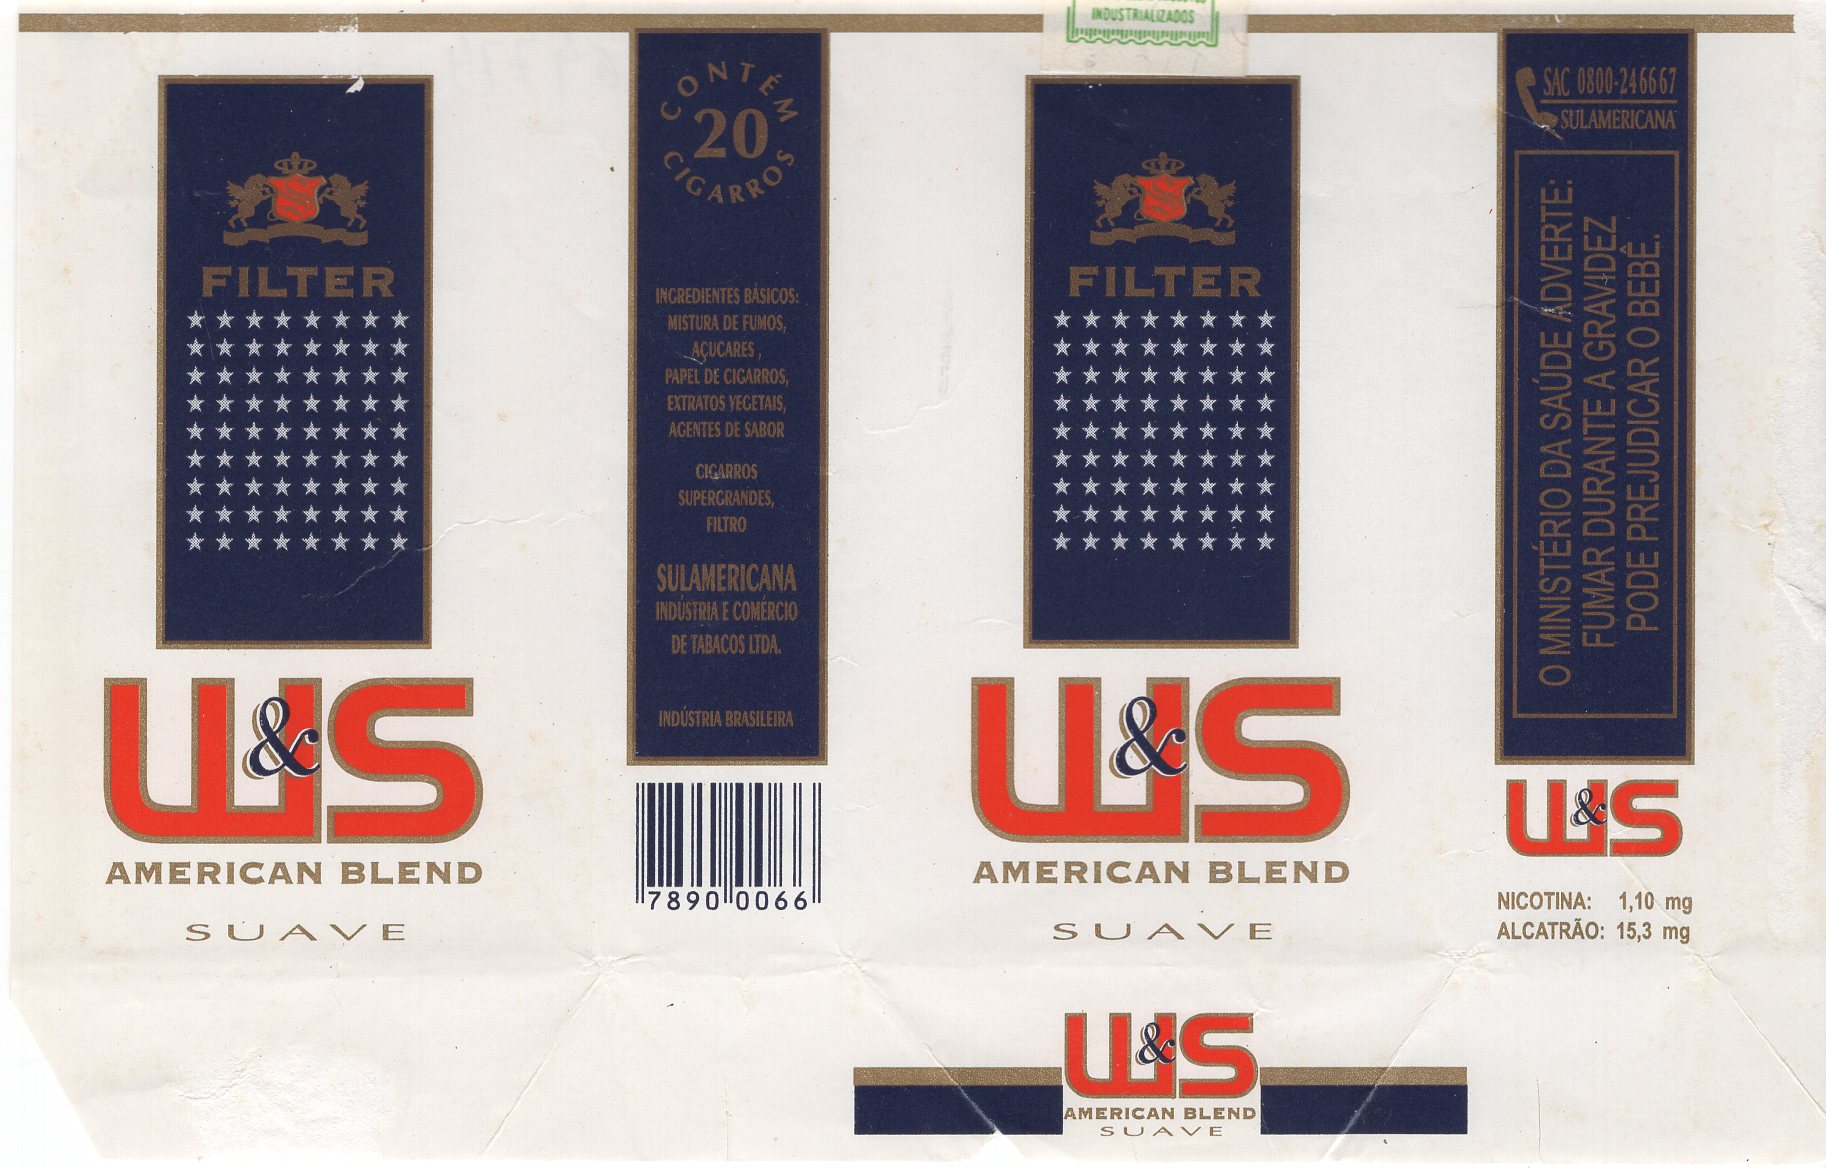 INDUSTRIALIZADOS
FILTER
W&S
AMERICAN BLEND
SUAVE
CONTÉM
20
CIGARROS
INGREDIENTES BÁSICOS:
MISTURA DE FUMOS,
AÇUCARES ,
PAPEL DE CIGARROS,
EXTRATOS VEGETAIS,
AGENTES DE SABOR
CIGARROS
SUPERGRANDES,
FILTRO
SULAMERICANA
INDÚSTRIA E COMÉRCIO
DE TABACOS LTDA.
INDÚSTRIA BRASILEIRA
7890 0066
FILTER
W&S
AMERICAN BLEND
SUAVE
SAC 0800-246667
SULAMERICANA
O MINISTÉRIO DA SAÚDE ADVERTE:
FUMAR DURANTE A GRAVIDEZ
PODE PREJUDICAR O BEBÊ.
W&S
NICOTINA: 1,10 mg
ALCATRÃO: 15,3 mg
W&S
AMERICAN BLEND
SUAVE